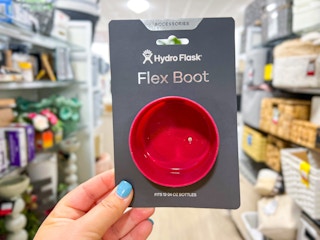 ACCESSORIES
Hydro Flask
Flex Boot
FITS 12-24 OZ BOTTLES